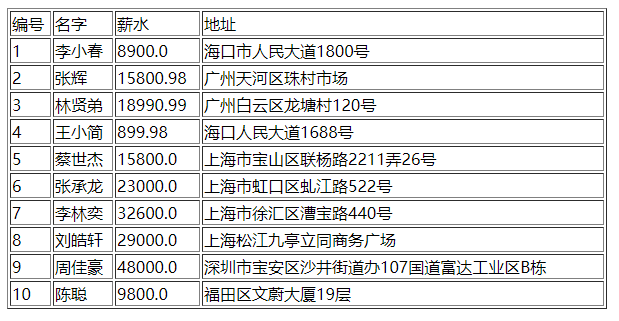 编号 名字 薪水 地址
1 李小春 8900.0 海口市人民大道1800号
2 张辉 15800.98 广州天河区珠村市场
3 林贤弟 18990.99 广州白云区龙塘村120号
4 王小简 899.98 海口人民大道1688号
5 蔡世杰 15800.0 上海市宝山区联杨路2211弄26号
6 张承龙 23000.0 上海市虹口区虬江路522号
7 李林奕 32600.0 上海市徐汇区漕宝路440号
8 刘皓轩 29000.0 上海松江九亭立同商务广场
9 周佳豪 48000.0 深圳市宝安区沙井街道办107国道富达工业区B栋
10 陈聪 9800.0 福田区文蔚大厦19层